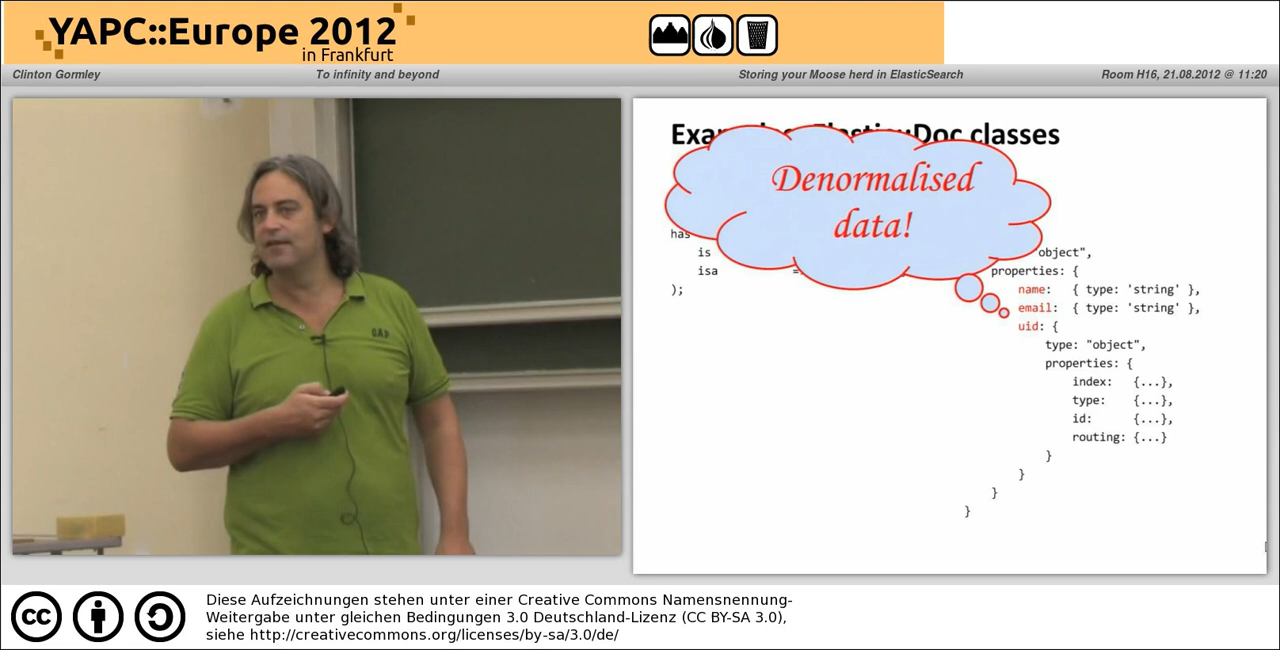 YAPC::Europe 2012
in Frankfurt
Clinton Gormley
To infinity and beyond
Storing your Moose herd in ElasticSearch
Room H16, 21.08.2012 @ 11:20
GAP
classes
Denormalised
data!
has
is
isa
);
object",
properties: {
name: { type: 'string' },
email: { type: 'string' },
uid: {
type: "object",
properties: {
index: {...},
type: {...},
id: {...},
routing: {...}
}
}
}
}
cc
Diese Aufzeichnungen stehen unter einer Creative Commons Namensnennung-
Weitergabe unter gleichen Bedingungen 3.0 Deutschland-Lizenz (CC BY-SA 3.0),
siehe http://creativecommons.org/licenses/by-sa/3.0/de/